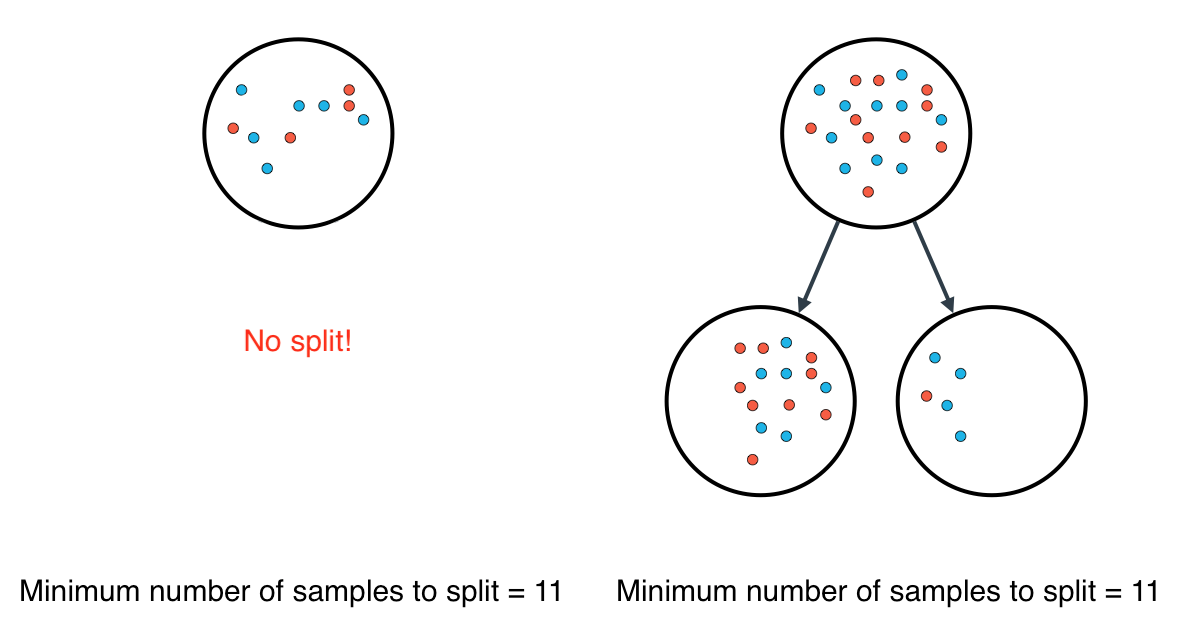 No split!
Minimum number of samples to split = 11
Minimum number of samples to split = 11